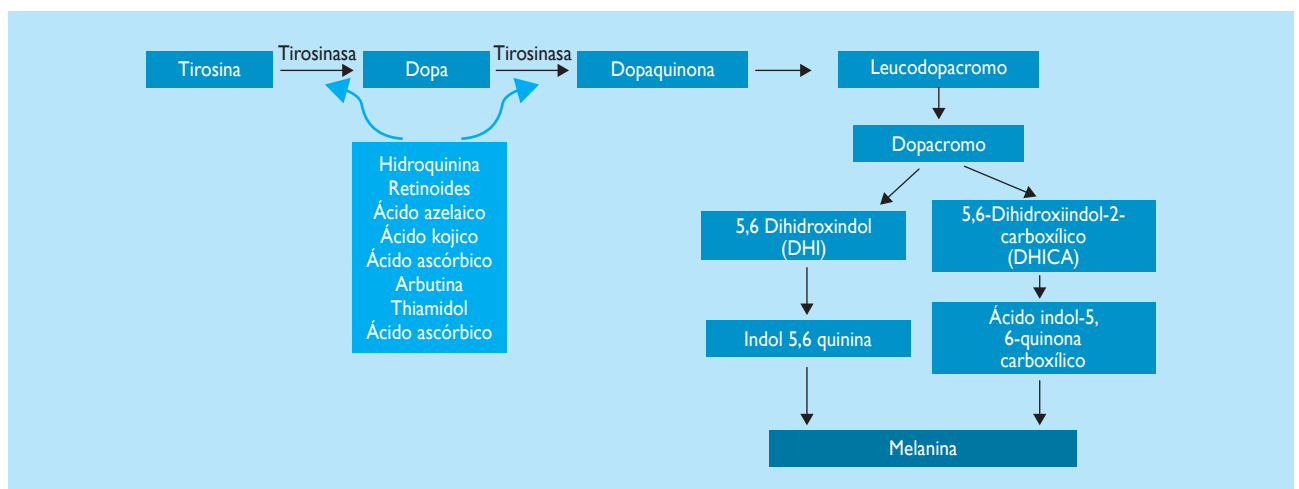 Tirosina
Tirosinasa
Dopa
Tirosinasa
Dopaquinona
Leucodopacromo
Dopacromo
Hidroquinina
Retinoides
Ácido azelaico
Ácido kojico
Ácido ascórbico
Arbutina
Thiamidol
Ácido ascórbico
5,6 Dihidroxindol
(DHI)
5,6-Dihidroxiindol-2-
carboxílico
(DHICA)
Indol 5,6 quinina
Ácido indol-5,
6-quinona
carboxílico
Melanina